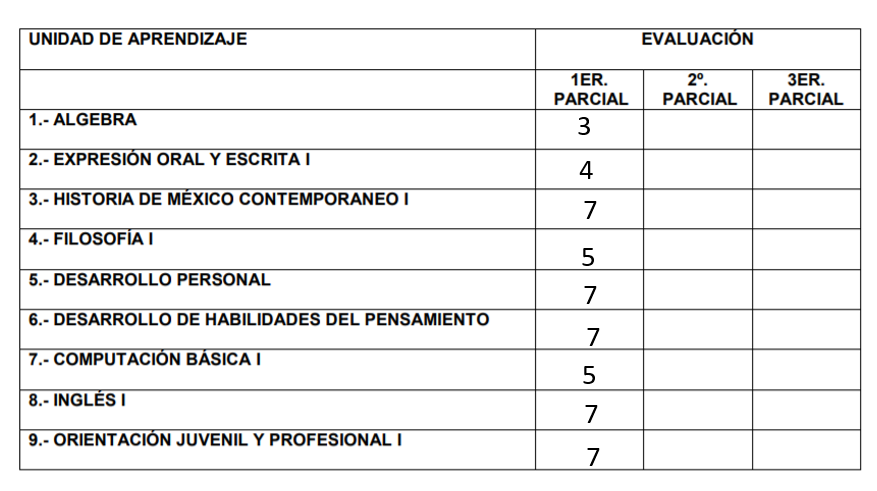 UNIDAD DE APRENDIZAJE EVALUACIÓN
1ER. PARCIAL 2º. PARCIAL 3ER. PARCIAL
1.- ALGEBRA 3
2.- EXPRESIÓN ORAL Y ESCRITA I 4
3.- HISTORIA DE MÉXICO CONTEMPORANEO I 7
4.- FILOSOFÍA I 5
5.- DESARROLLO PERSONAL 7
6.- DESARROLLO DE HABILIDADES DEL PENSAMIENTO 7
7.- COMPUTACIÓN BÁSICA I 5
8.- INGLÉS I 7
9.- ORIENTACIÓN JUVENIL Y PROFESIONAL I 7